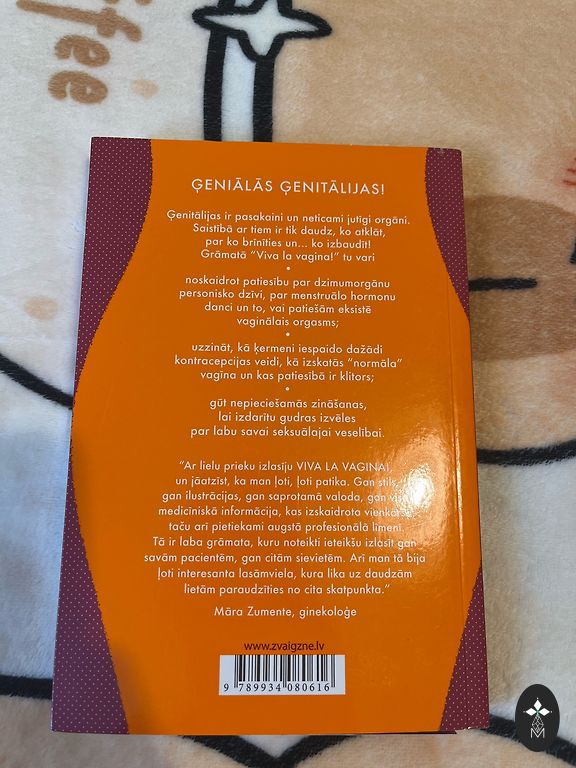 ffee
ĢENIĀLĀS ĢENITĀLIJAS!
Ģenitālijas ir pasakaini un neticami jutīgi orgāni.
Saistībā ar tiem ir tik daudz, ko atklāt,
par ko brīnīties un... ko izbaudīt!
Grāmatā "Viva la vagina!" tu vari
•
noskaidrot patiesību par dzimumorgānu
personisko dzīvi, par menstruālo hormonu
danci un to, vai patiešām eksistē
vaginālais orgasms;
•
uzzināt, kā ķermeni iespaido dažādi
kontracepcijas veidi, kā izskatās "normāla"
vagīna un kas patiesībā ir klitors;
•
gūt nepieciešamās zināšanas,
lai izdarītu gudras izvēles
par labu savai seksuālajai veselībai.
"Ar lielu prieku izlasīju VIVA LA VAGINA!,
un jāatzīst, ka man ļoti, ļoti patika. Gan stils,
gan ilustrācijas, gan saprotamā valoda, gan
medicīniskā informācija, kas izskaidrota
taču arī pietiekami augstā profesionālā līmenī.
Tā ir laba grāmata, kuru noteikti ieteikšu izlasīt gan
savām pacientēm, gan citām sievietēm. Arī man tā bija
ļoti interesanta lasāmviela, kura lika uz daudzām
lietām paraudzīties no cita skatpunkta."
Māra Zumente, ginekoloģe
www.zvaigzne.lv
9 789934 080616
M